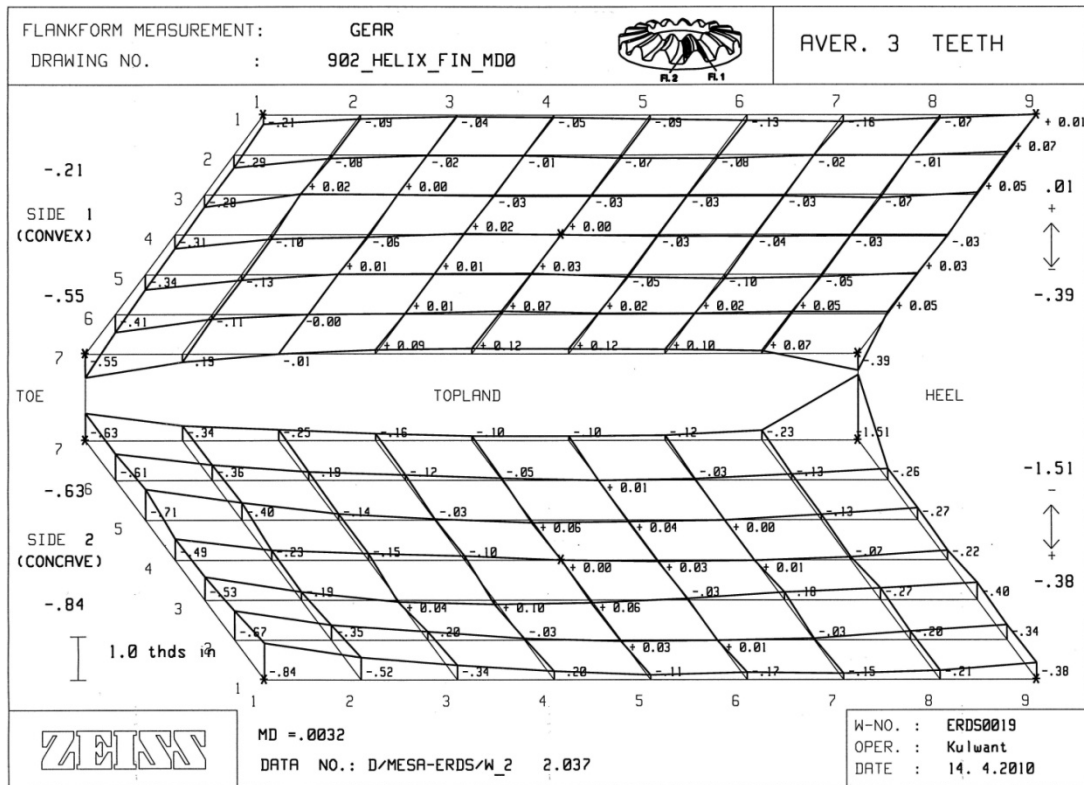 FLANKFORM MEASUREMENT: GEAR
DRAWING NO. : 902_HELIX_FIN_MD0
Fl.2 Fl.1
AVER. 3 TEETH
1 2 3 4 5 6 7 8 9
1 -.21 -.09 -.04 -.05 -.09 -.13 -.16 -.07 + 0.01
2 -.29 -.08 -.02 -.01 -.07 -.08 -.02 -.01 + 0.07
-.21 .01
3 -.28 + 0.02 + 0.00 -.03 -.03 -.03 -.03 -.07 + 0.05
SIDE 1 +
(CONVEX)
4 -.31 -.10 -.06 + 0.02 + 0.00 -.03 -.04 -.03 -.03
-
5 -.34 -.13 + 0.01 + 0.01 + 0.03 -.05 -.10 -.05 + 0.03
-.55 -.39
6 -.41 -.11 -0.00 + 0.01 + 0.07 + 0.02 + 0.02 + 0.05 + 0.05
7 -.55 -.19 -.01 + 0.09 + 0.12 + 0.12 + 0.10 + 0.07 -.39
TOE TOPLAND HEEL
7 -.63 -.34 -.25 -.16 -.10 -.10 -.12 -.23 -1.51
6 -.61 -.36 -.19 -.12 -.05 + 0.01 -.03 -.13 -.26
-.63 -1.51
-
5 -.71 -.40 -.14 -.03 + 0.06 + 0.04 + 0.00 -.13 -.27
SIDE 2
(CONCAVE)
4 -.49 -.23 -.15 -.10 + 0.00 + 0.03 + 0.01 -.07 -.22
+
3 -.53 -.19 + 0.04 + 0.10 + 0.06 -.03 -.18 -.27 -.40
-.84 -.38
2 -.67 -.35 -.20 -.03 + 0.03 + 0.01 -.03 -.20 -.34
1.0 thds in
1 -.84 -.52 -.34 -.20 -.11 -.17 -.15 -.21 -.38
1 2 3 4 5 6 7 8 9
ZEISS
MD =.0032
DATA NO.: D/MESA-ERDS/W_2 2.037
W-NO. : ERDS0019
OPER. : Kulwant
DATE : 14. 4.2010